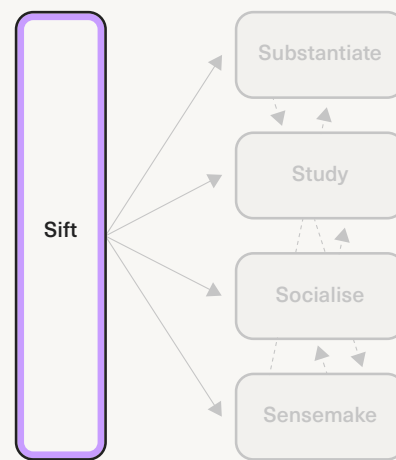 Sift
Substantiate
Study
Socialise
Sensemake